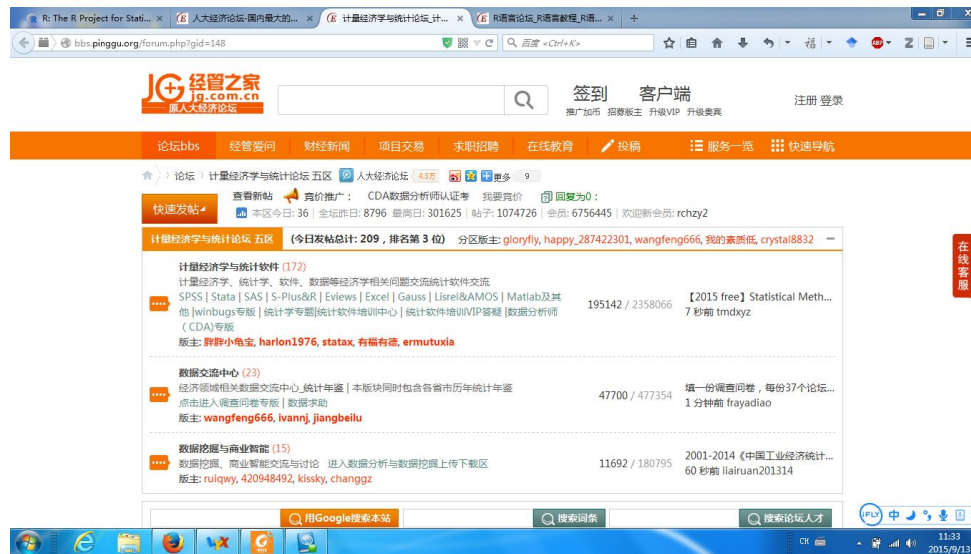 R: The R Project for Stati...
人大经济论坛-国内最大的...
计量经济学与统计论坛_计...
R语言论坛_R语言教程_R语...
bbs.pinggu.org/forum.php?gid=148
百度 <Ctrl+K>
经管之家
jg.com.cn
原人大经济论坛
签到 客户端
推广加币 招募版主 升级VIP 升级贵宾
注册 登录
论坛bbs 经管爱问 财经新闻 项目交易 求职招聘 在线教育 投稿 服务一览 快速导航
论坛 计量经济学与统计论坛 五区 人大经济论坛 4.3万 更多 9
快速发帖
查看新帖 竞价推广: CDA数据分析师认证考 我要竞价 回复为0:
本区今日: 36 | 全坛昨日: 8796 最高日: 301625 | 帖子: 1074726 | 会员: 6756445 | 欢迎新会员: rchzy2
计量经济学与统计论坛 五区 (今日发帖总计: 209 , 排名第 3 位) 分区版主: gloryfly, happy_287422301, wangfeng666, 我的素质低, crystal8832
计量经济学与统计软件 (172)
计量经济学、统计学、软件、数据等经济学相关问题交流统计软件交流
SPSS | Stata | SAS | S-Plus&R | Eviews | Excel | Gauss | Lisrel&AMOS | Matlab及其
他 |winbugs专版 | 统计学专题|统计软件培训中心 | 统计软件培训VIP答疑 |数据分析师
(CDA)专版
版主: 胖胖小龟宝, harlon1976, statax, 有福有德, ermutuxia
195142 / 2358066
【2015 free】Statistical Meth...
7 秒前 tmdxyz
数据交流中心 (23)
经济领域相关数据交流中心_统计年鉴 | 本版块同时包含各省市历年统计年鉴
点击进入调查问卷专版 | 数据求助
版主: wangfeng666, ivannj, jiangbeilu
47700 / 477354
填一份调查问卷，每份37个论坛...
1 分钟前 frayadiao
数据挖掘与商业智能 (15)
数据挖掘、商业智能交流与讨论 进入数据分析与数据挖掘上传下载区
版主: ruiqwy, 420948492, kissky, changgz
11692 / 180795
2001-2014《中国工业经济统计...
60 秒前 liairuan201314
用Google搜索本站
搜索词条
搜索论坛人才
在线客服
iFLY 中
CH
11:33
2015/9/13